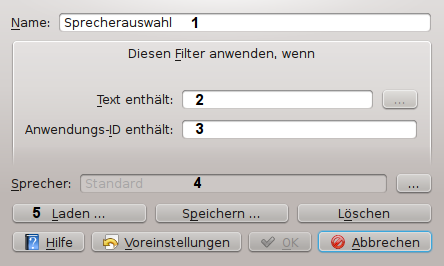 Name: Sprecherauswahl 1
Diesen Filter anwenden, wenn
Text enthält: 2 ...
Anwendungs-ID enthält: 3
Sprecher: Standard 4 ...
5 Laden ... Speichern ... Löschen
Hilfe Voreinstellungen OK Abbrechen